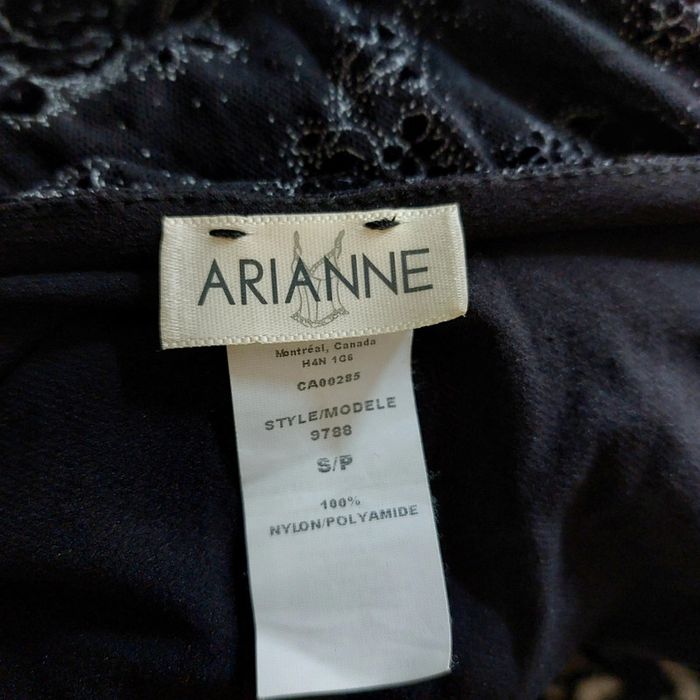 ARIANNE
Montréal, Canada
H4N 1G6
CA00285
STYLE/MODELE
9788
S/P
100%
NYLON/POLYAMIDE